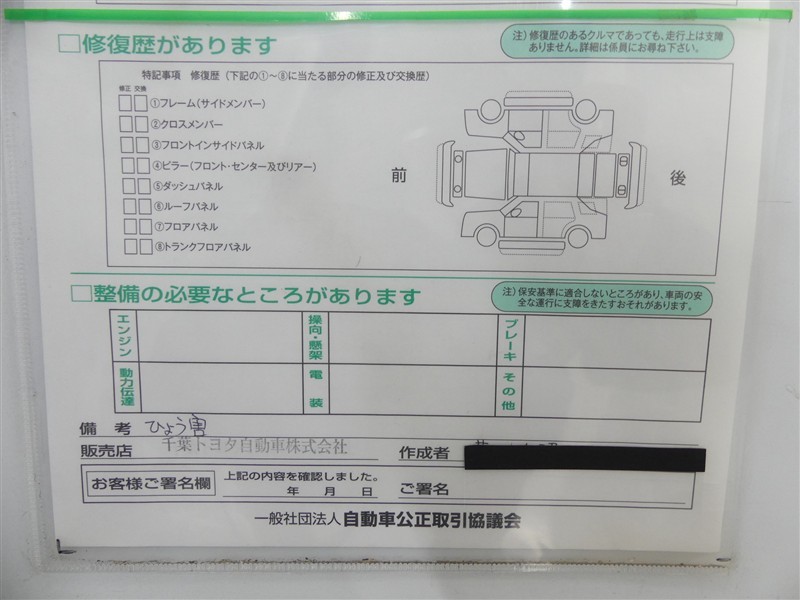 □修復歴があります
注）修復歴のあるクルマであっても、走行上は支障
ありません。詳細は係員にお尋ね下さい。
特記事項 修復歴（下記の①～⑧に当たる部分の修正及び交換歴）
修正 交換
①フレーム（サイドメンバー）
②クロスメンバー
③フロントインサイドパネル
④ピラー（フロント・センター及びリアー）
⑤ダッシュパネル
⑥ルーフパネル
⑦フロアパネル
⑧トランクフロアパネル
前
後
□整備の必要なところがあります
注）保安基準に適合しないところがあり、車両の安
全な運行に支障をきたすおそれがあります。
エンジン
操向・懸架
ブレーキ
動力伝達
電装
その他
備考 ひょう害
販売店 千葉トヨタ自動車株式会社 作成者
お客様ご署名欄
上記の内容を確認しました。
年 月 日 ご署名
一般社団法人 自動車公正取引協議会